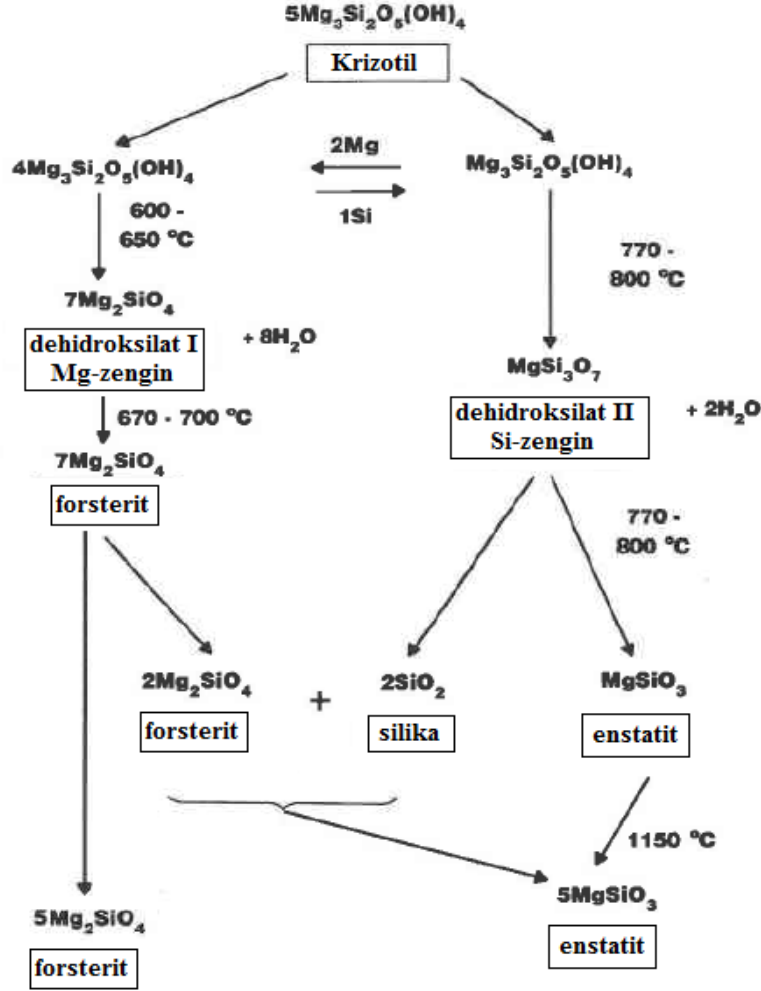 5Mg₃Si₂O₅(OH)₄
Krizotil
4Mg₃Si₂O₅(OH)₄
2Mg
1Si
Mg₃Si₂O₅(OH)₄
600 -
650 °C
770 -
800 °C
7Mg₂SiO₄
dehidroksilat I
Mg-zengin
+ 8H₂O
MgSi₃O₇
dehidroksilat II
Si-zengin
+ 2H₂O
670 - 700 °C
7Mg₂SiO₄
forsterit
770 -
800 °C
2Mg₂SiO₄
forsterit
+
2SiO₂
silika
MgSiO₃
enstatit
1150 °C
5MgSiO₃
enstatit
5Mg₂SiO₄
forsterit